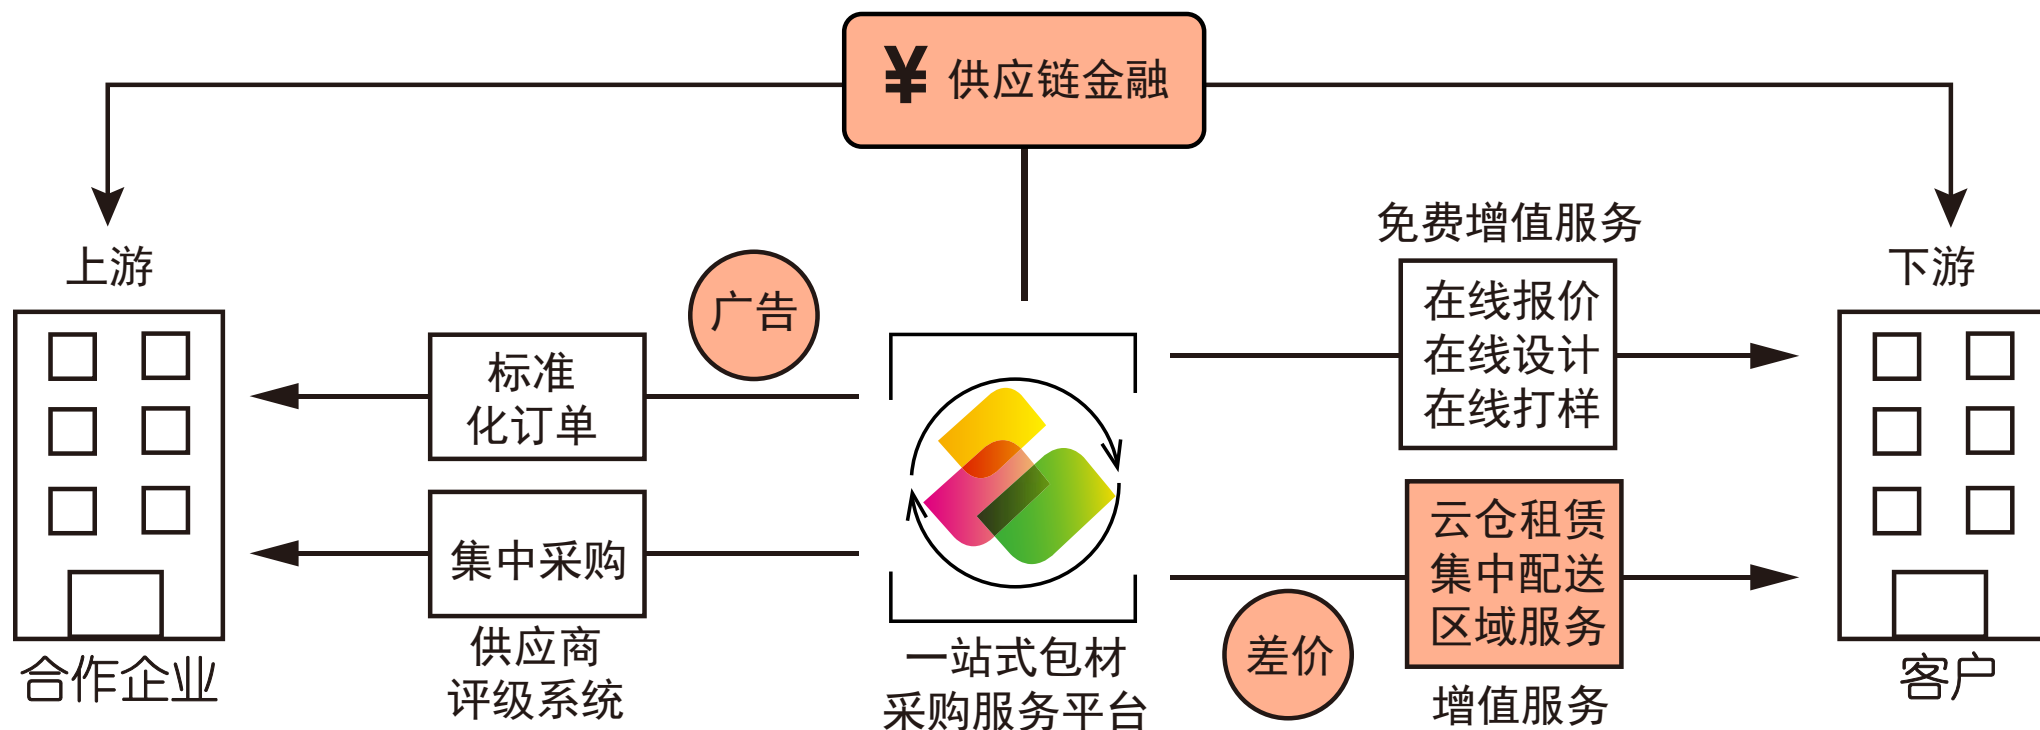 ¥ 供应链金融
上游
合作企业
广告
标准
化订单
集中采购
供应商
评级系统
一站式包材
采购服务平台
免费增值服务
在线报价
在线设计
在线打样
差价
云仓租赁
集中配送
区域服务
增值服务
下游
客户